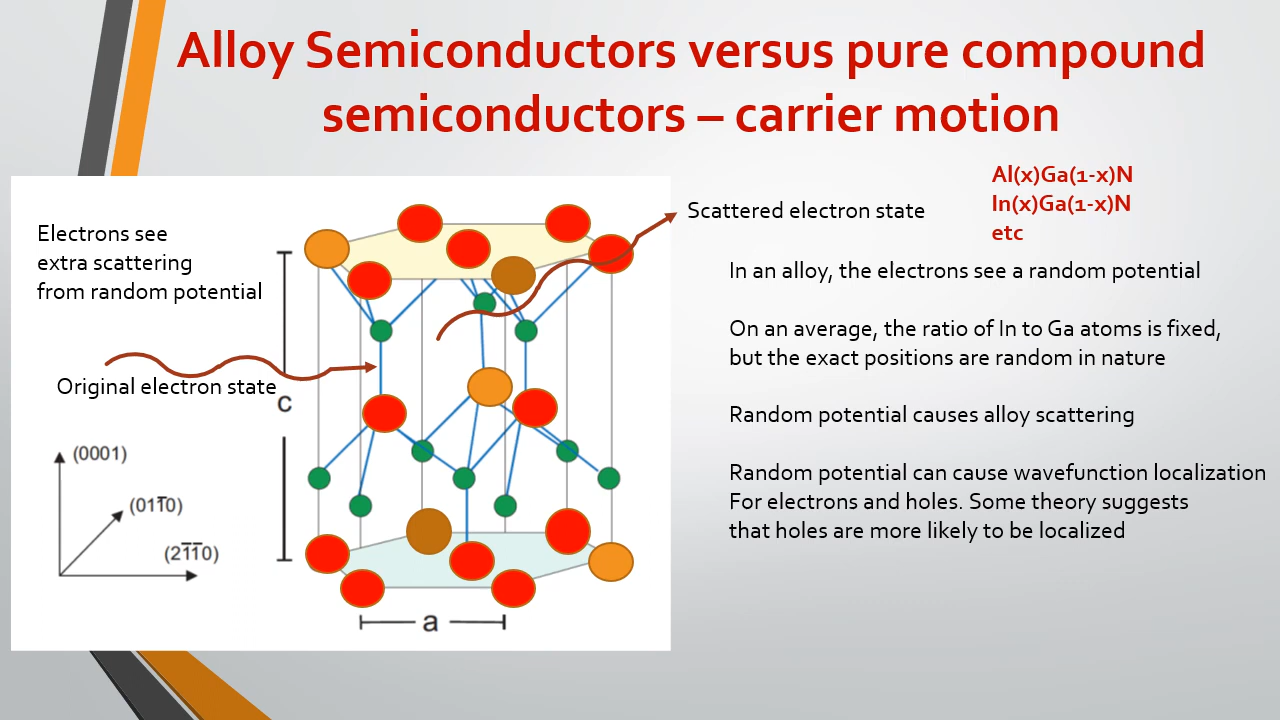 Alloy Semiconductors versus pure compound
semiconductors – carrier motion
Al(x)Ga(1-x)N
In(x)Ga(1-x)N
etc
Electrons see
extra scattering
from random potential
Scattered electron state
Original electron state
c
(0001)
(011̅0)
(21̅1̅0)
a
In an alloy, the electrons see a random potential
On an average, the ratio of In to Ga atoms is fixed,
but the exact positions are random in nature
Random potential causes alloy scattering
Random potential can cause wavefunction localization
For electrons and holes. Some theory suggests
that holes are more likely to be localized